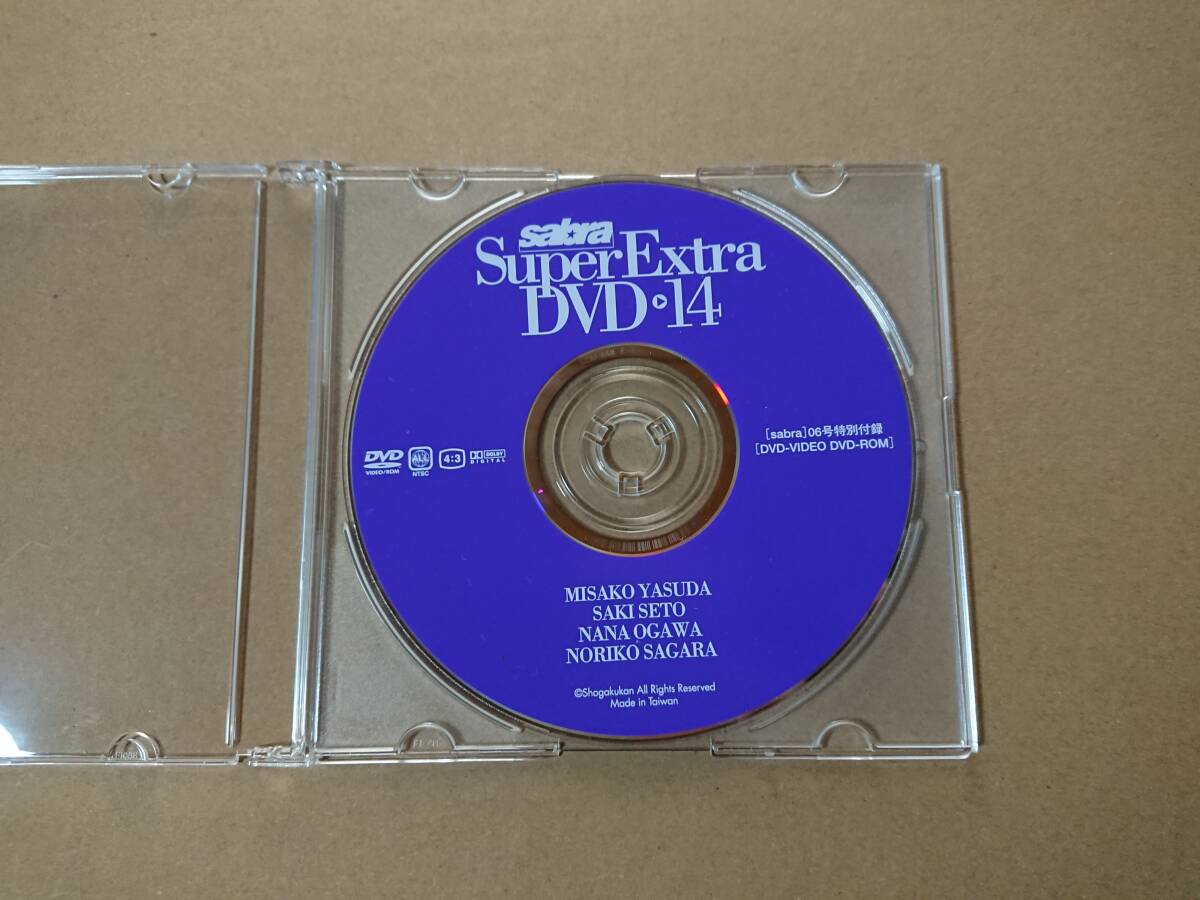 sabra
SuperExtra
DVD 14
[sabra]06号特別付録
[DVD-VIDEO DVD-ROM]
DVD
VIDEO/ROM
ALL
NTSC
4:3
DOLBY
DIGITAL
MISAKO YASUDA
SAKI SETO
NANA OGAWA
NORIKO SAGARA
©Shogakukan All Rights Reserved
Made in Taiwan